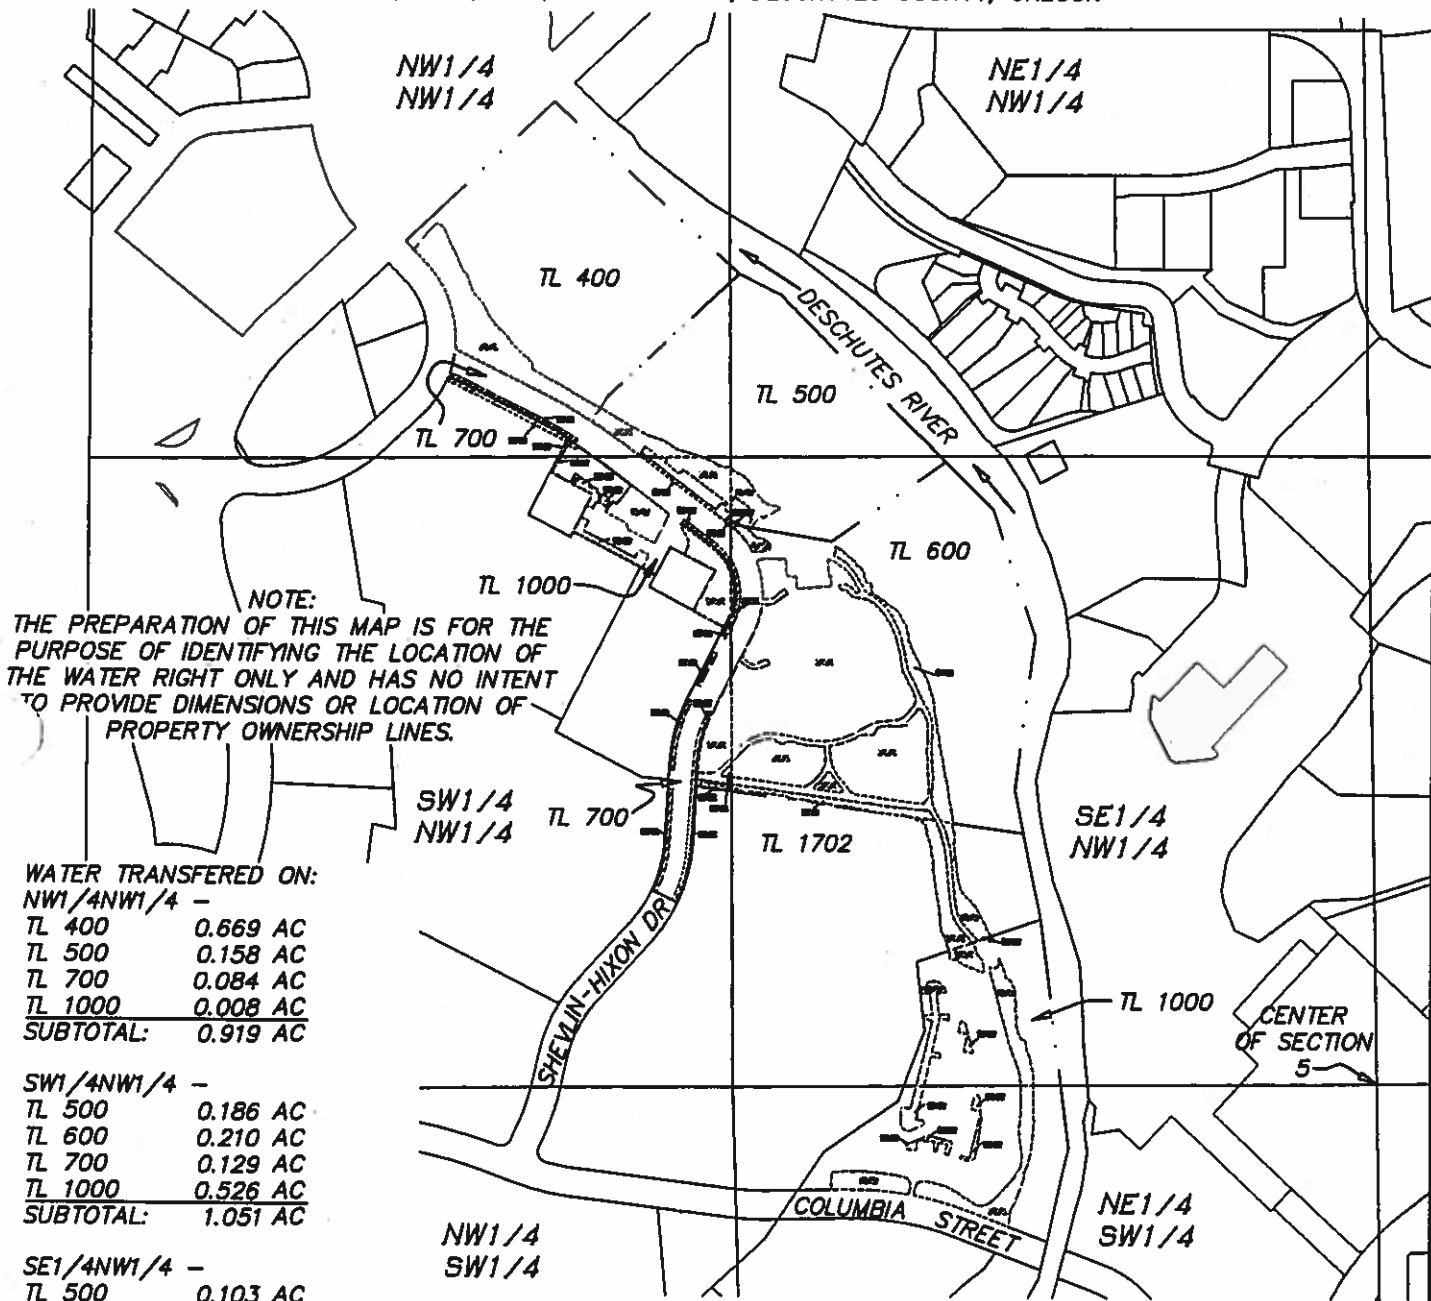 NW1/4
NW1/4
NE1/4
NW1/4
TL 400
DESCHUTES RIVER
TL 500
TL 700
TL 600
TL 1000
NOTE:
THE PREPARATION OF THIS MAP IS FOR THE
PURPOSE OF IDENTIFYING THE LOCATION OF
THE WATER RIGHT ONLY AND HAS NO INTENT
TO PROVIDE DIMENSIONS OR LOCATION OF
PROPERTY OWNERSHIP LINES.
SW1/4
NW1/4
TL 700
TL 1702
SE1/4
NW1/4
WATER TRANSFERED ON:
NW1/4NW1/4 -
TL 400 0.669 AC
TL 500 0.158 AC
TL 700 0.084 AC
TL 1000 0.008 AC
SUBTOTAL: 0.919 AC
SHEVLIN-HIXON DR
TL 1000
CENTER
OF SECTION
5
SW1/4NW1/4 -
TL 500 0.186 AC
TL 600 0.210 AC
TL 700 0.129 AC
TL 1000 0.526 AC
SUBTOTAL: 1.051 AC
COLUMBIA STREET
NW1/4
SW1/4
NE1/4
SW1/4
SE1/4NW1/4 -
TL 500 0.103 AC